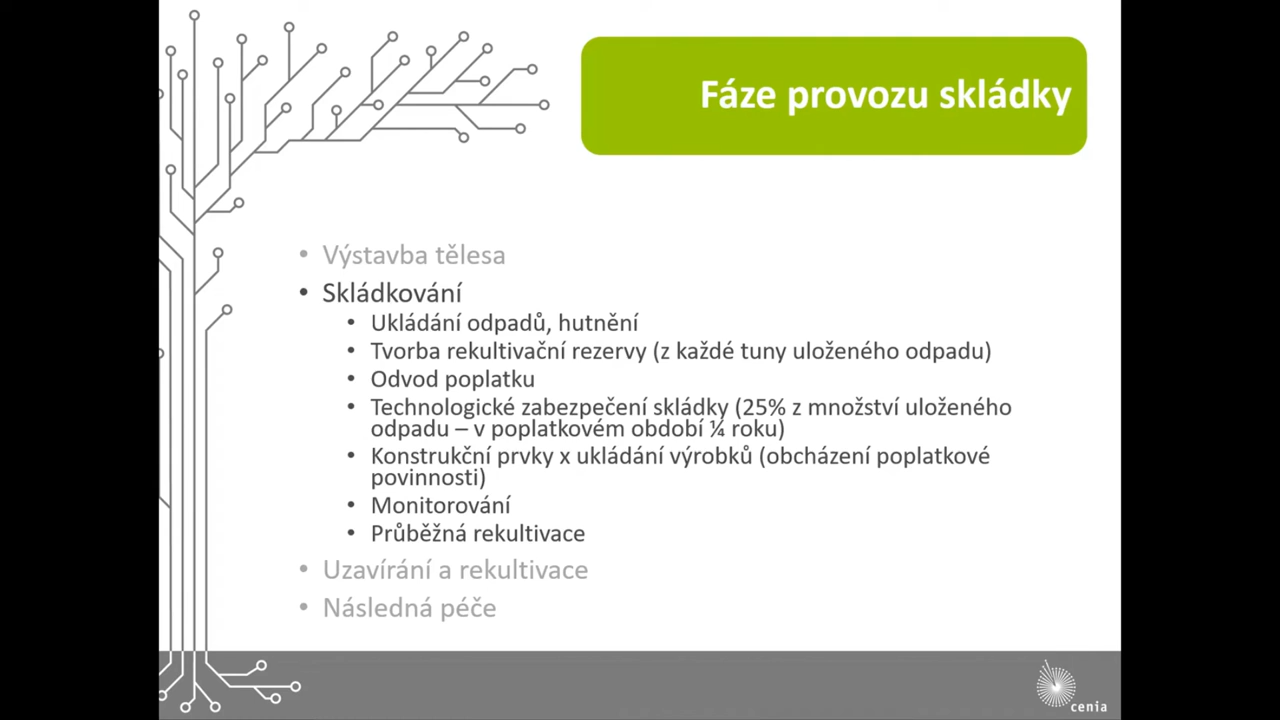 Fáze provozu skládky
• Výstavba tělesa
• Skládkování
• Ukládání odpadů, hutnění
• Tvorba rekultivační rezervy (z každé tuny uloženého odpadu)
• Odvod poplatku
• Technologické zabezpečení skládky (25% z množství uloženého
odpadu – v poplatkovém období ¼ roku)
• Konstrukční prvky x ukládání výrobků (obcházení poplatkové
povinnosti)
• Monitorování
• Průběžná rekultivace
• Uzavírání a rekultivace
• Následná péče
cenia